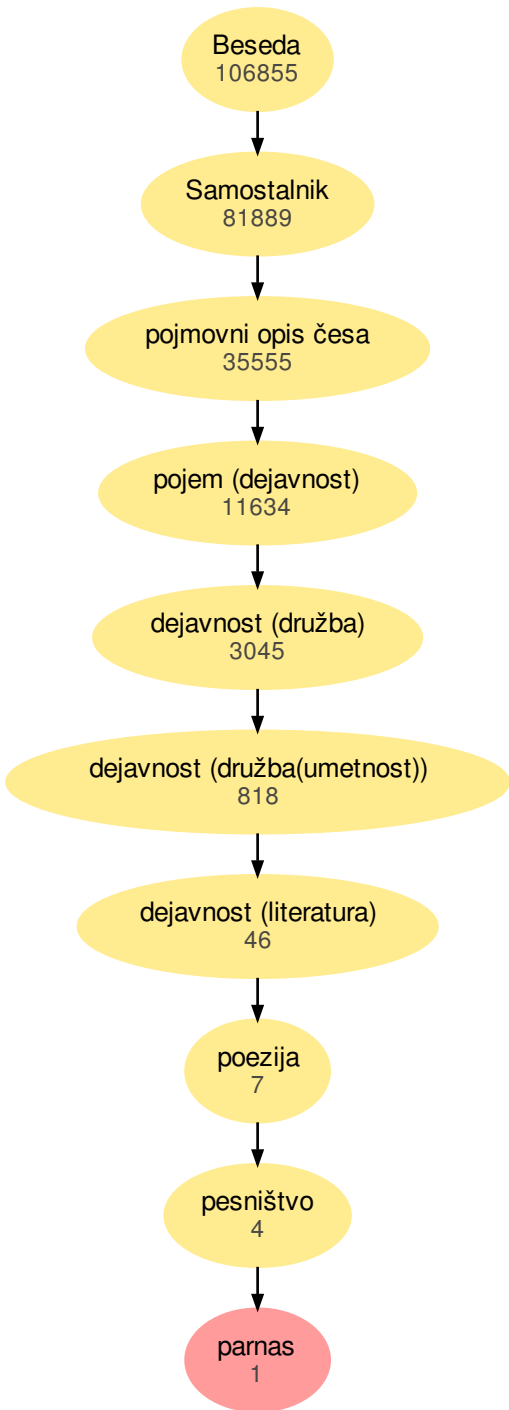 Beseda
106855
Samostalnik
81889
pojmovni opis česa
35555
pojem (dejavnost)
11634
dejavnost (družba)
3045
dejavnost (družba(umetnost))
818
dejavnost (literatura)
46
poezija
7
pesništvo
4
parnas
1